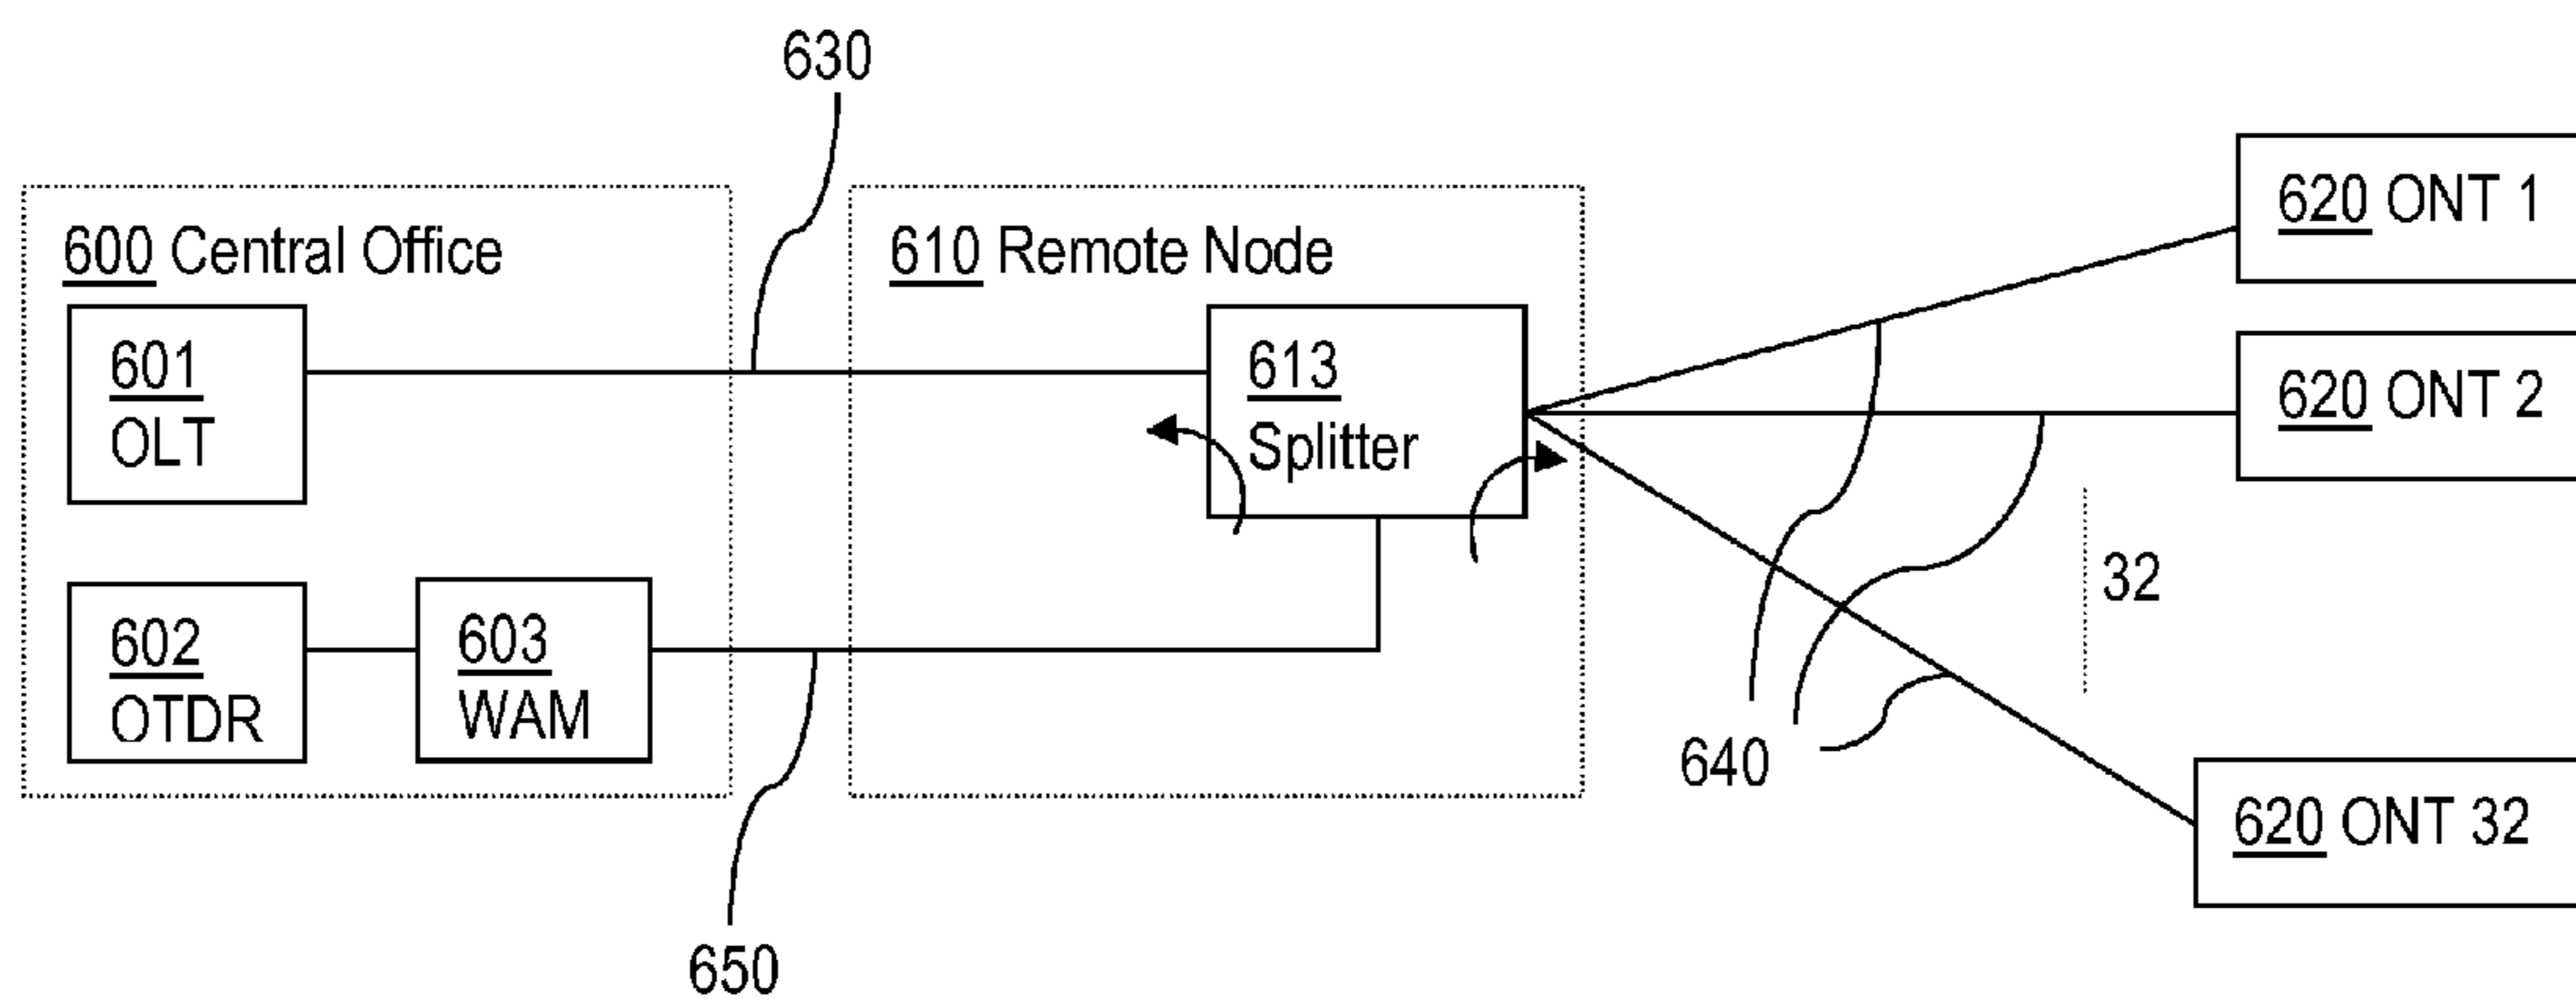 630
600 Central Office
610 Remote Node
620 ONT 1
601
OLT
613
Splitter
620 ONT 2
602
OTDR
603
WAM
32
640
620 ONT 32
650